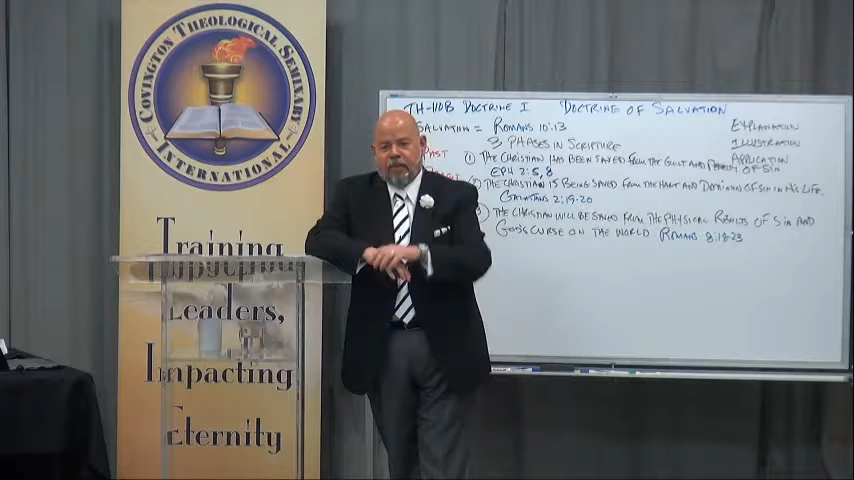 COVINGTON THEOLOGICAL SEMINARY
INTERNATIONAL
Training
Leaders,
Impacting
Eternity
TH-110B DOCTRINE I DOCTRINE OF SALVATION
SALVATION = ROMANS 10:13
3 PHASES IN SCRIPTURE
PAST ① THE CHRISTIAN HAS BEEN SAVED FROM THE GUILT AND PENALTY OF SIN
EPH 2:5, 8
② THE CHRISTIAN IS BEING SAVED FROM THE HABIT AND DOMINION OF SIN IN HIS LIFE.
GALATIANS 2:19-20
THE CHRISTIAN WILL BE SAVED FROM THE PHYSICAL RESULTS OF SIN AND
GOD'S CURSE ON THE WORLD ROMANS 8:18-23
EXPLANATION
ILLUSTRATION
APPLICATION